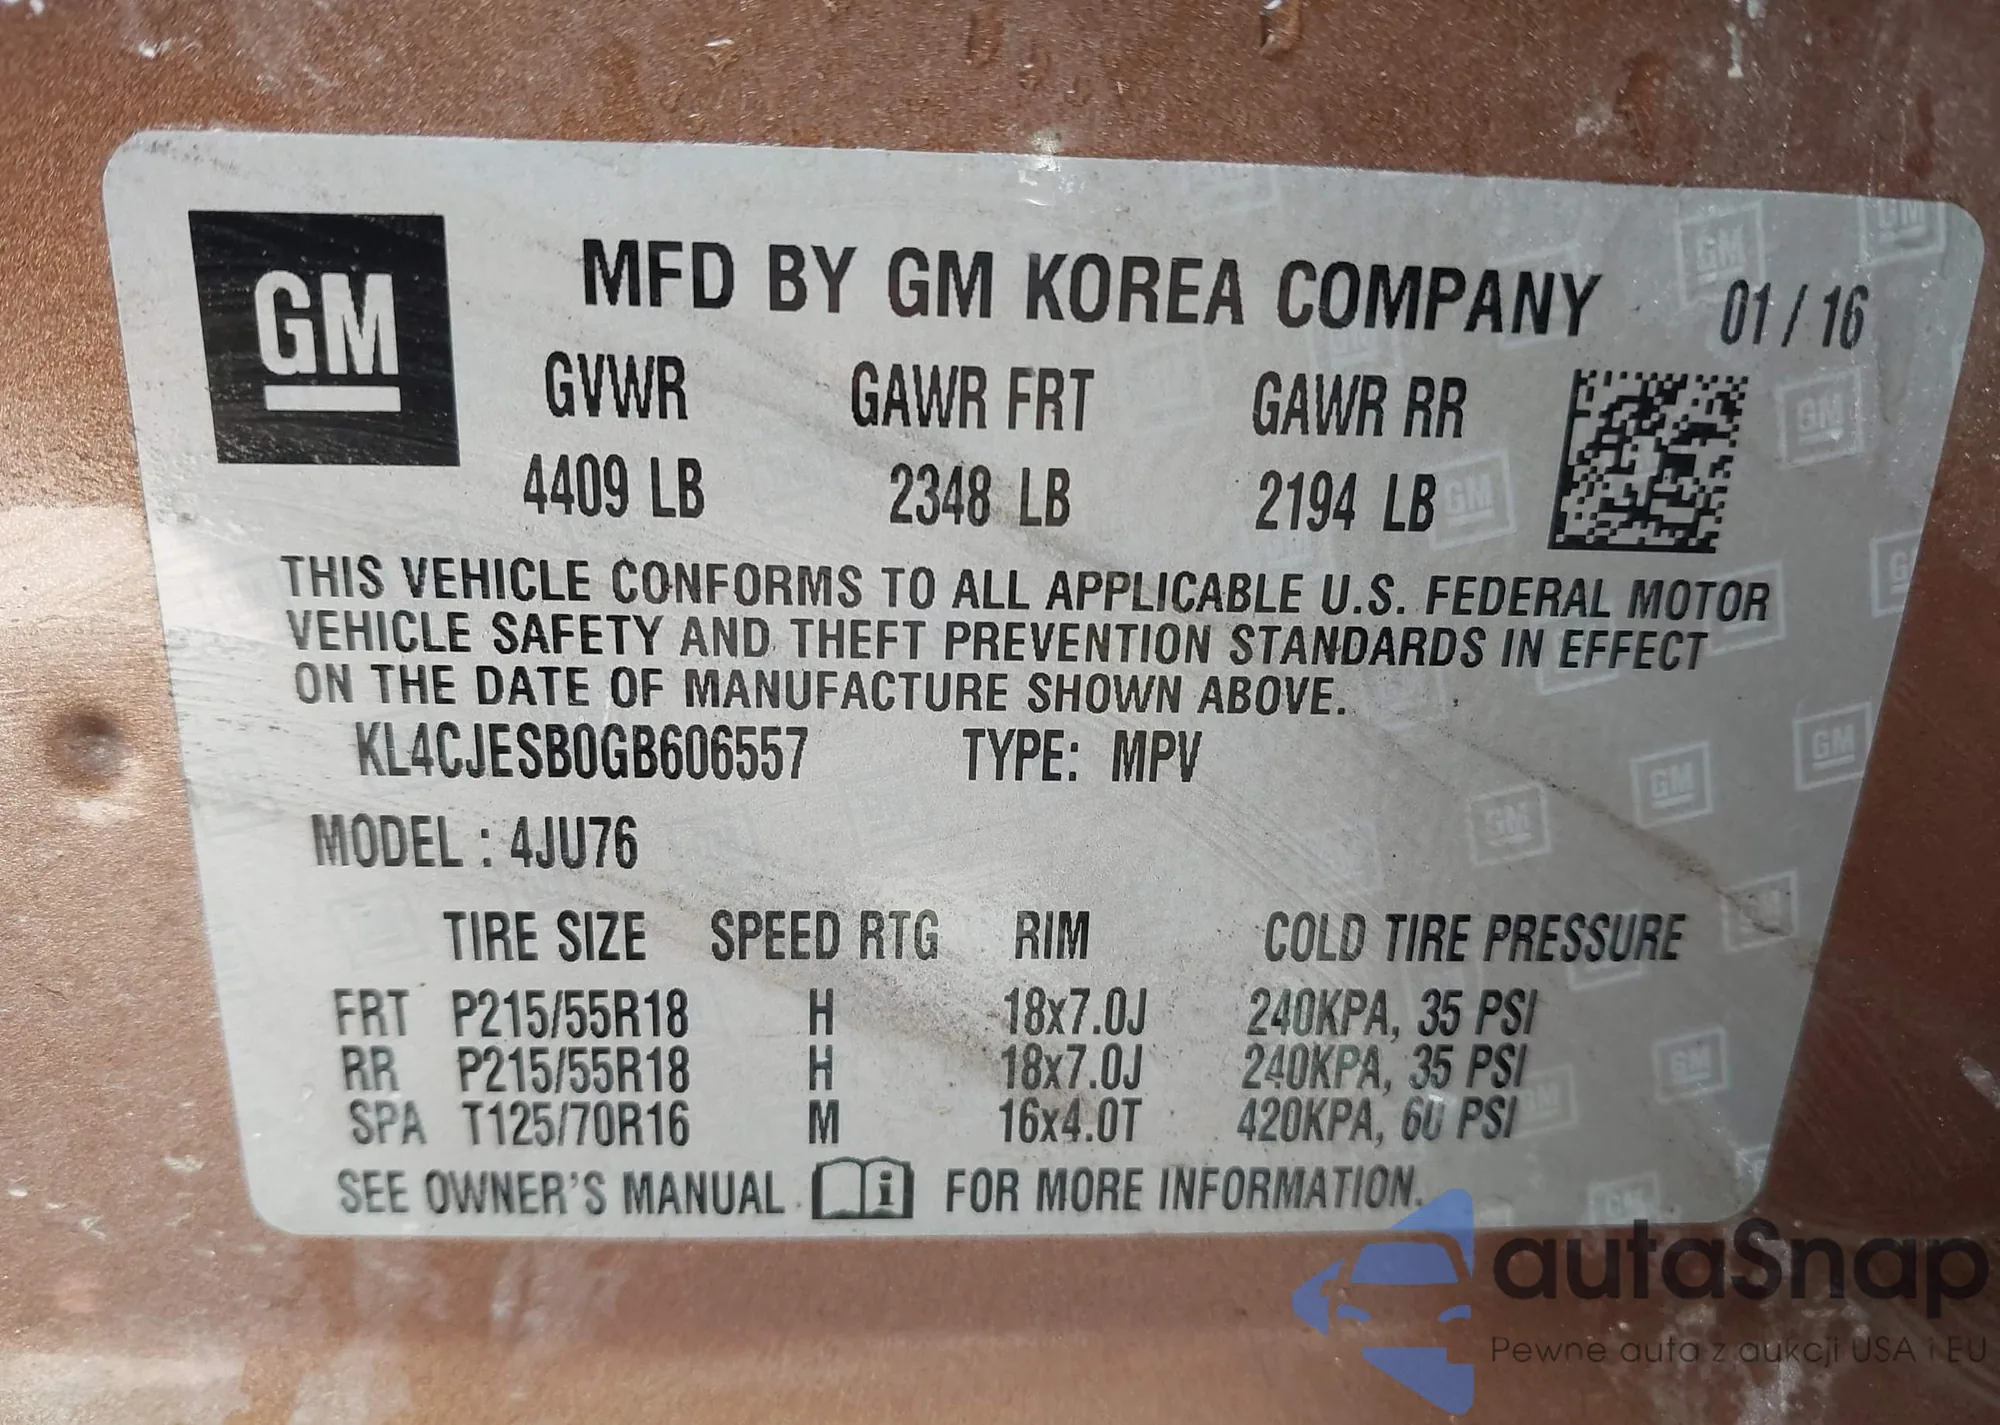 GM
MFD BY GM KOREA COMPANY 01 / 16
GVWR GAWR FRT GAWR RR
4409 LB 2348 LB 2194 LB
THIS VEHICLE CONFORMS TO ALL APPLICABLE U.S. FEDERAL MOTOR
VEHICLE SAFETY AND THEFT PREVENTION STANDARDS IN EFFECT
ON THE DATE OF MANUFACTURE SHOWN ABOVE.
KL4CJESB0GB606557 TYPE: MPV
MODEL : 4JU76
TIRE SIZE SPEED RTG RIM COLD TIRE PRESSURE
FRT P215/55R18 H 18x7.0J 240KPA, 35 PSI
RR P215/55R18 H 18x7.0J 240KPA, 35 PSI
SPA T125/70R16 M 16x4.0T 420KPA, 60 PSI
SEE OWNER'S MANUAL i FOR MORE INFORMATION.
autaSnap
Pewne auta z aukcji USA i EU